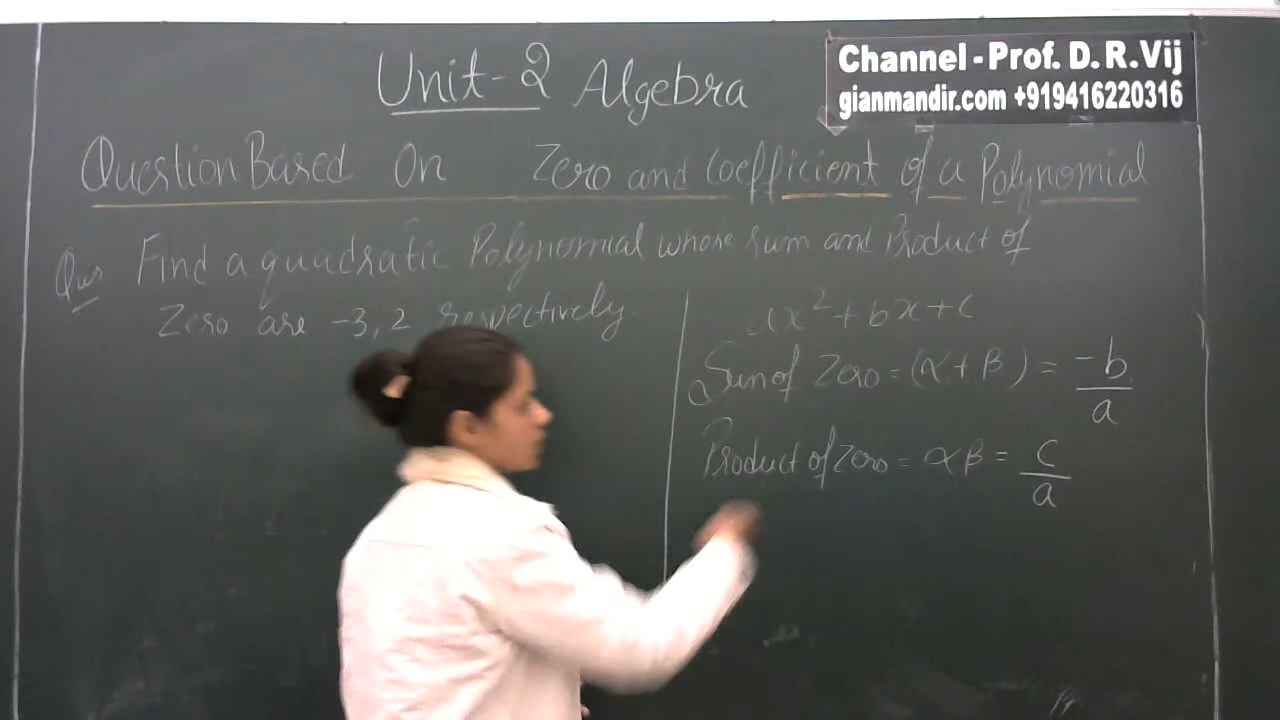 Unit-2 Algebra
Channel - Prof. D. R. Vij
gianmandir.com +919416220316
Question Based On Zero and Coefficient of a Polynomial
Ques Find a quadratic Polynomial whose sum and Product of
Zero are -3, 2 respectively.
ax² + bx + c
Sum of Zero = (α + β) = -b/a
Product of Zero = αβ = c/a